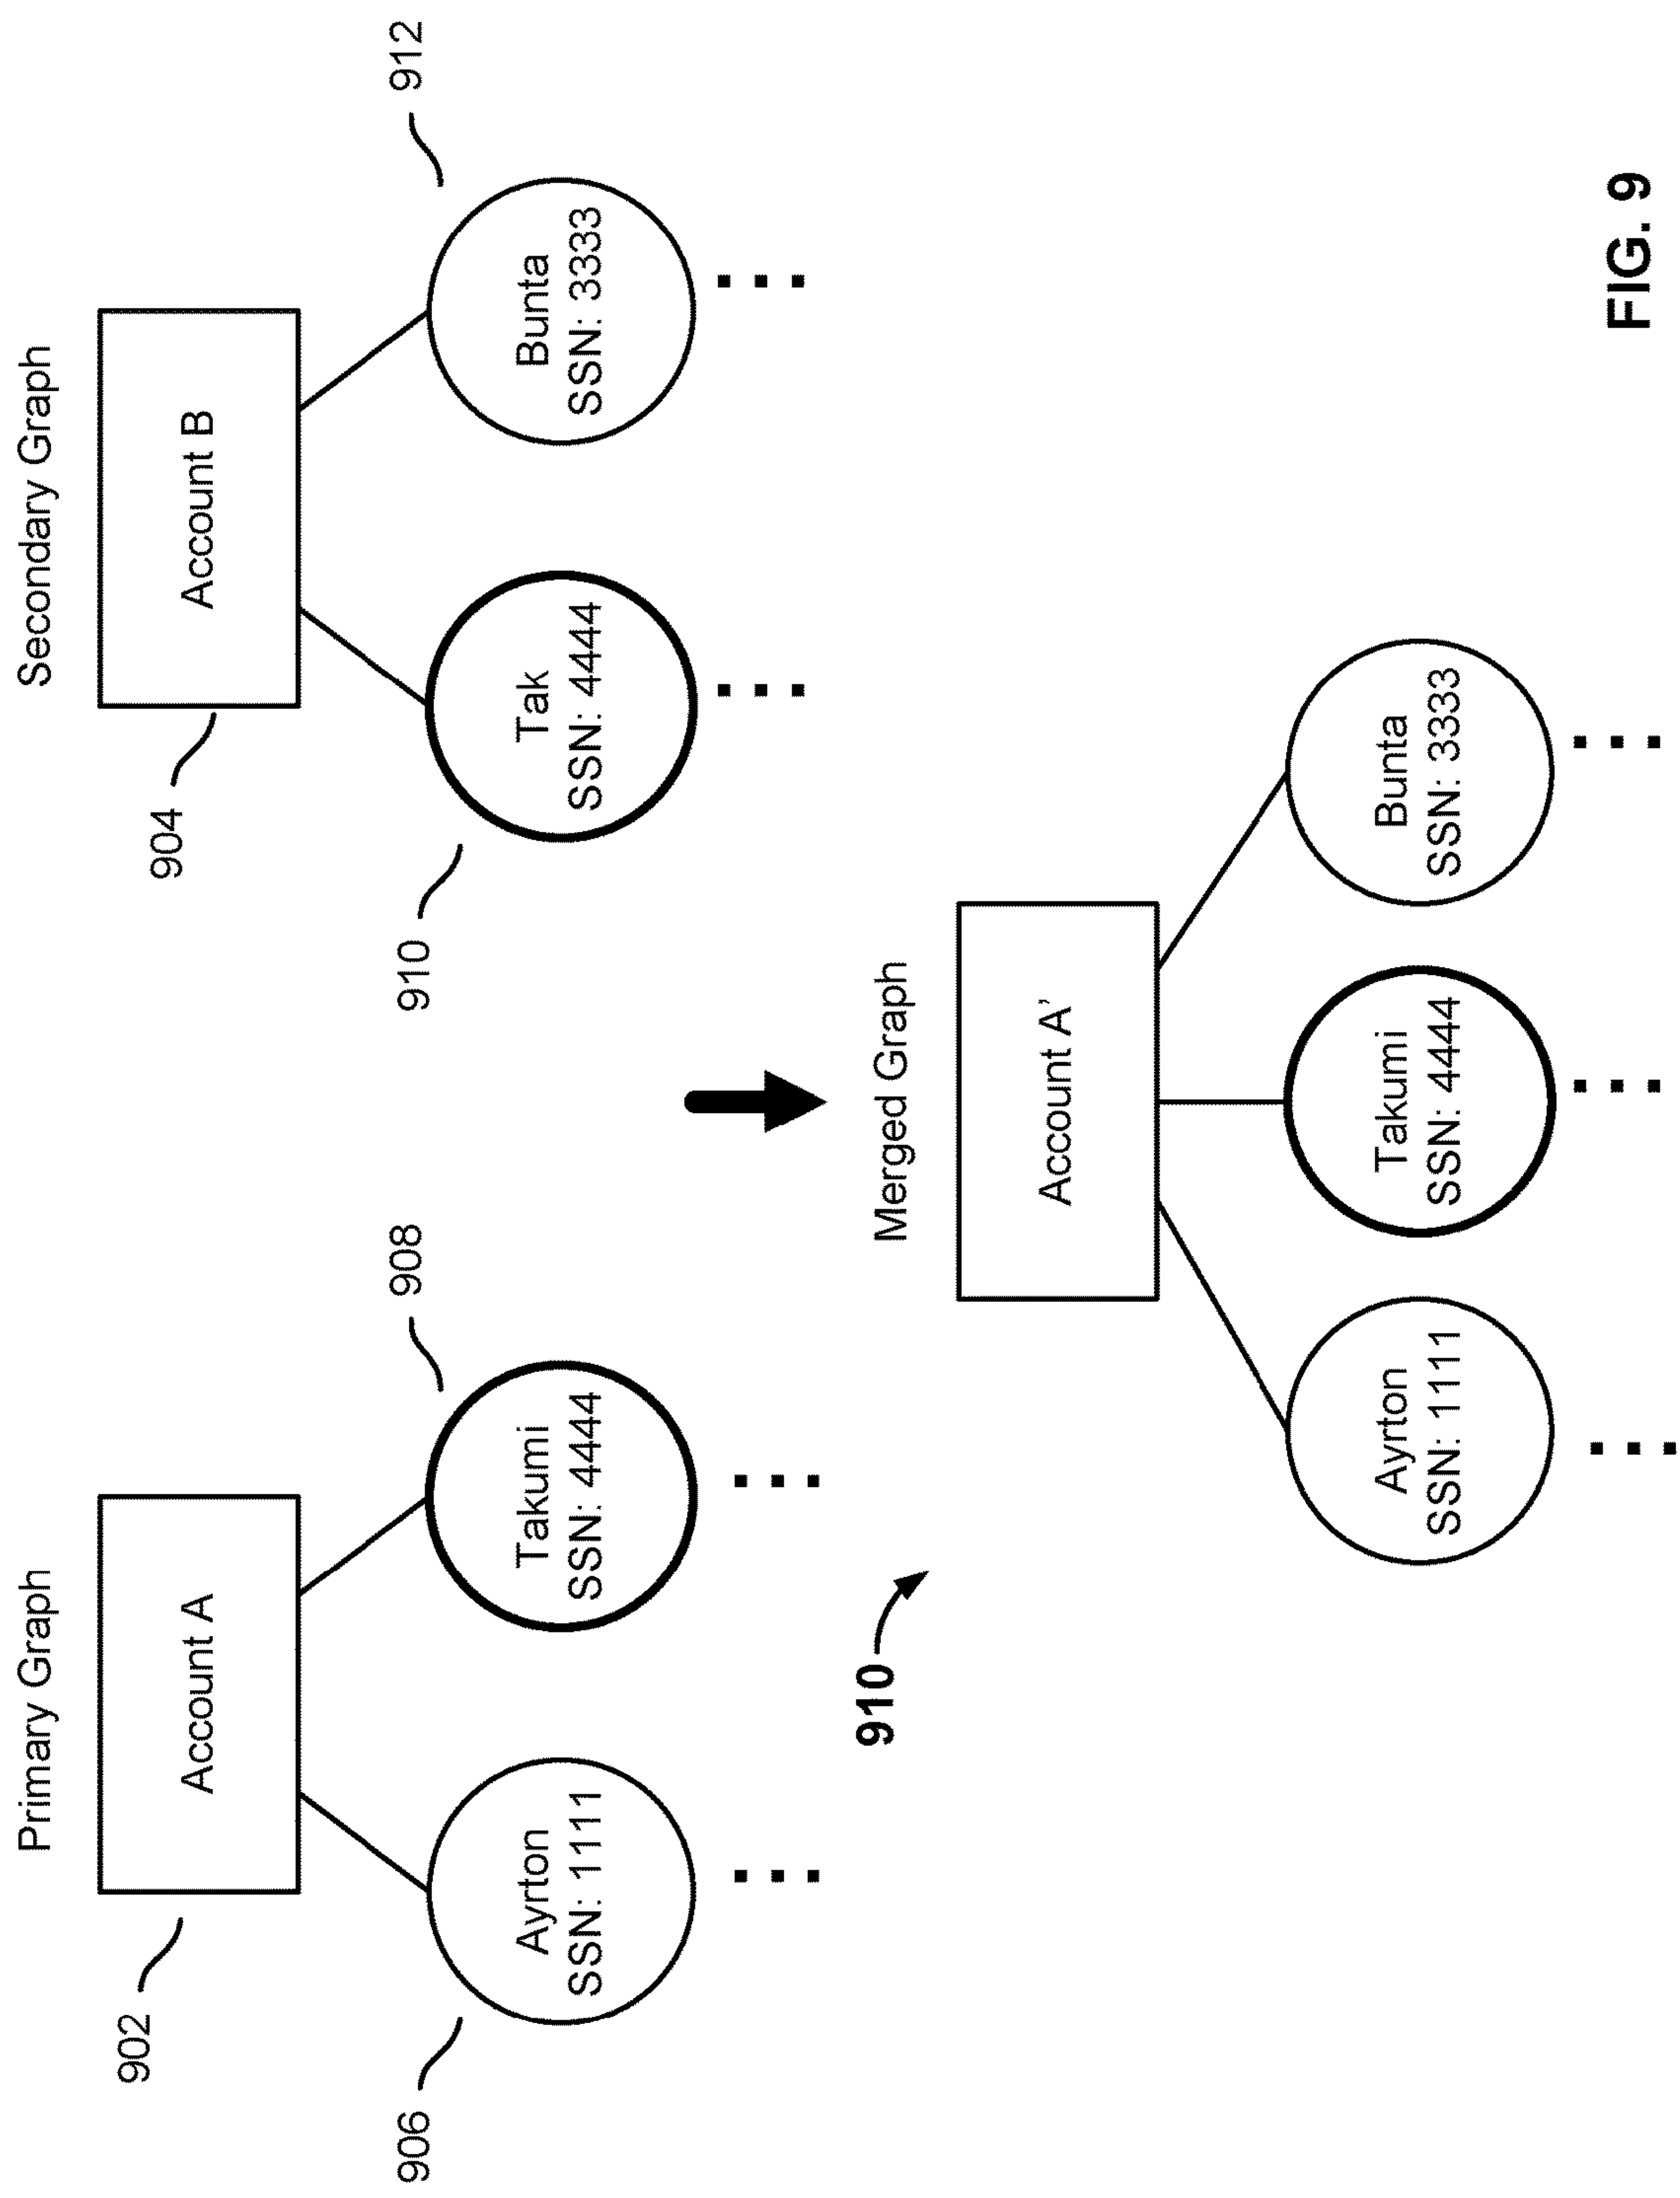 Primary Graph
Secondary Graph
902
Account A
904
Account B
906
Ayrton
SSN: 1111
908
Takumi
SSN: 4444
910
Tak
SSN: 4444
912
Bunta
SSN: 3333
910
Merged Graph
Account A’
Ayrton
SSN: 1111
Takumi
SSN: 4444
Bunta
SSN: 3333
FIG. 9